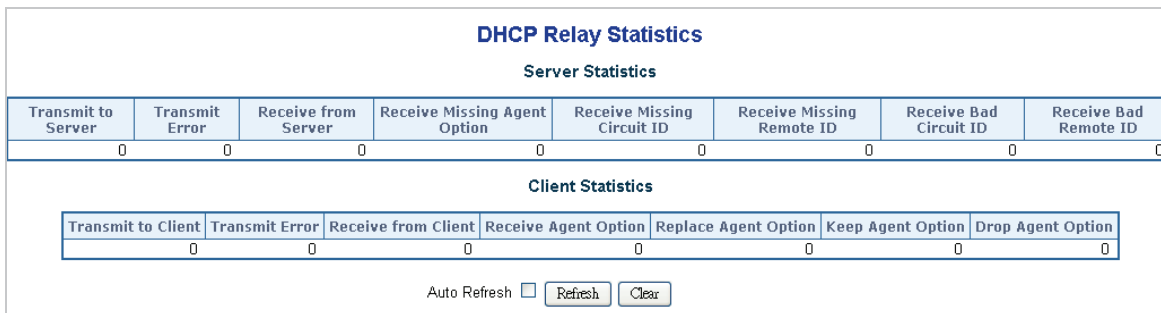 DHCP Relay Statistics
Server Statistics
Transmit to Server Transmit Error Receive from Server Receive Missing Agent Option Receive Missing Circuit ID Receive Missing Remote ID Receive Bad Circuit ID Receive Bad Remote ID
0 0 0 0 0 0 0 0
Client Statistics
Transmit to Client Transmit Error Receive from Client Receive Agent Option Replace Agent Option Keep Agent Option Drop Agent Option
0 0 0 0 0 0 0
Auto Refresh Refresh Clear